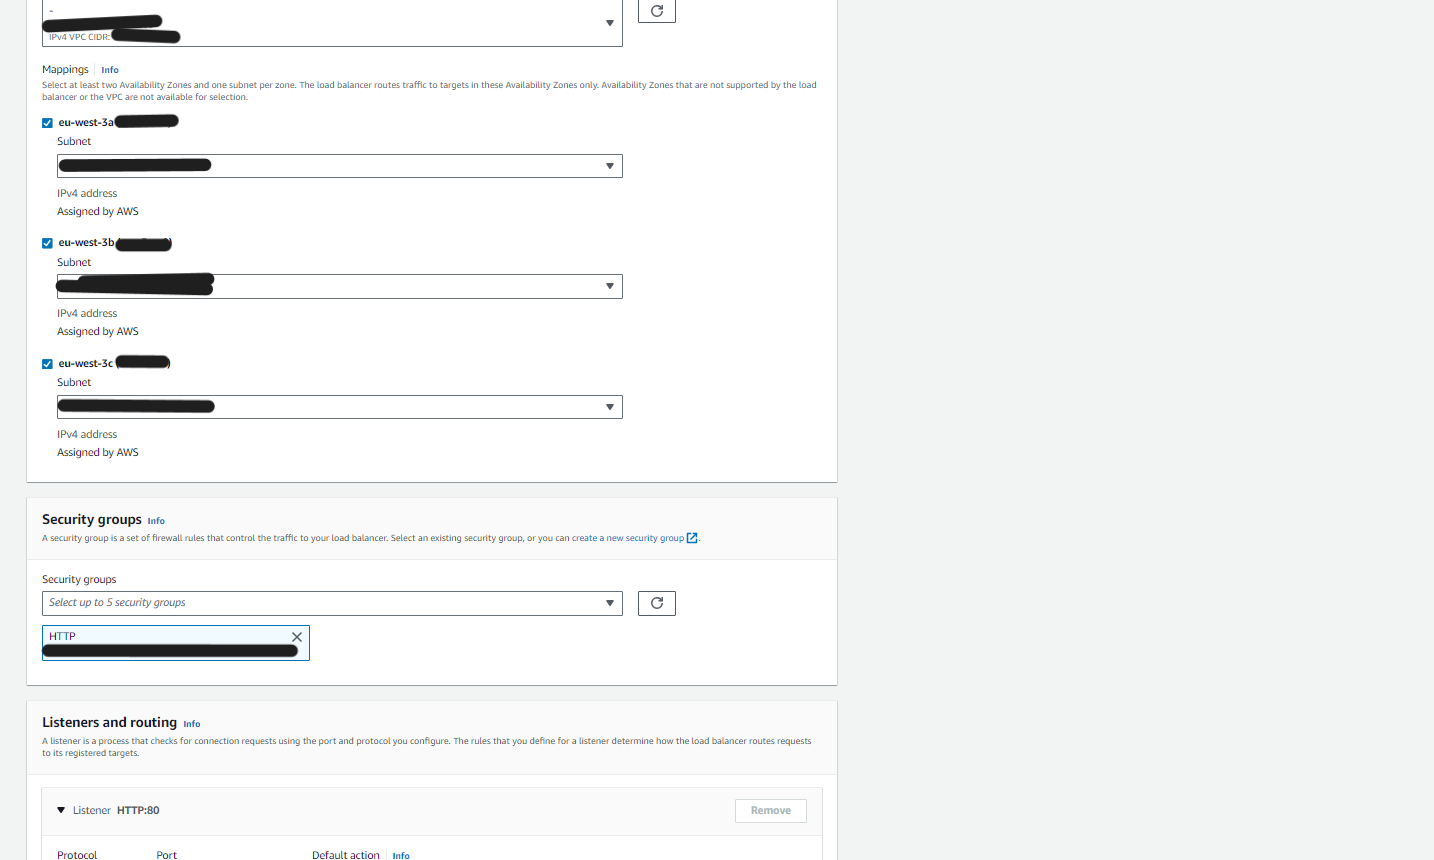 -
IPv4 VPC CIDR:
Mappings Info
Select at least two Availability Zones and one subnet per zone. The load balancer routes traffic to targets in these Availability Zones only. Availability Zones that are not supported by the load
balancer or the VPC are not available for selection.
eu-west-3a
Subnet
IPv4 address
Assigned by AWS
eu-west-3b
Subnet
IPv4 address
Assigned by AWS
eu-west-3c
Subnet
IPv4 address
Assigned by AWS
Security groups Info
A security group is a set of firewall rules that control the traffic to your load balancer. Select an existing security group, or you can create a new security group.
Security groups
Select up to 5 security groups
HTTP
Listeners and routing Info
A listener is a process that checks for connection requests using the port and protocol you configure. The rules that you define for a listener determine how the load balancer routes requests
to its registered targets.
Listener HTTP:80 Remove
Protocol Port Default action Info